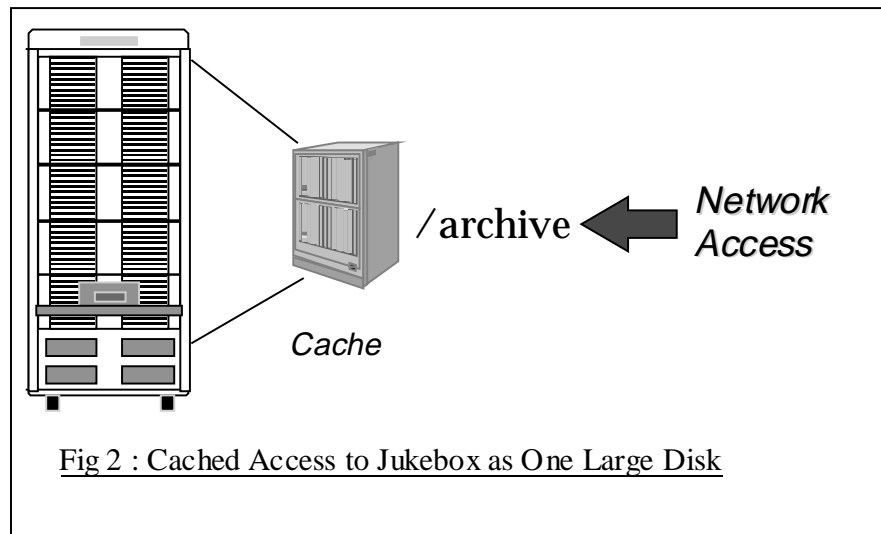 /archive
Network
Access
Cache
Fig 2 : Cached Access to Jukebox as One Large Disk